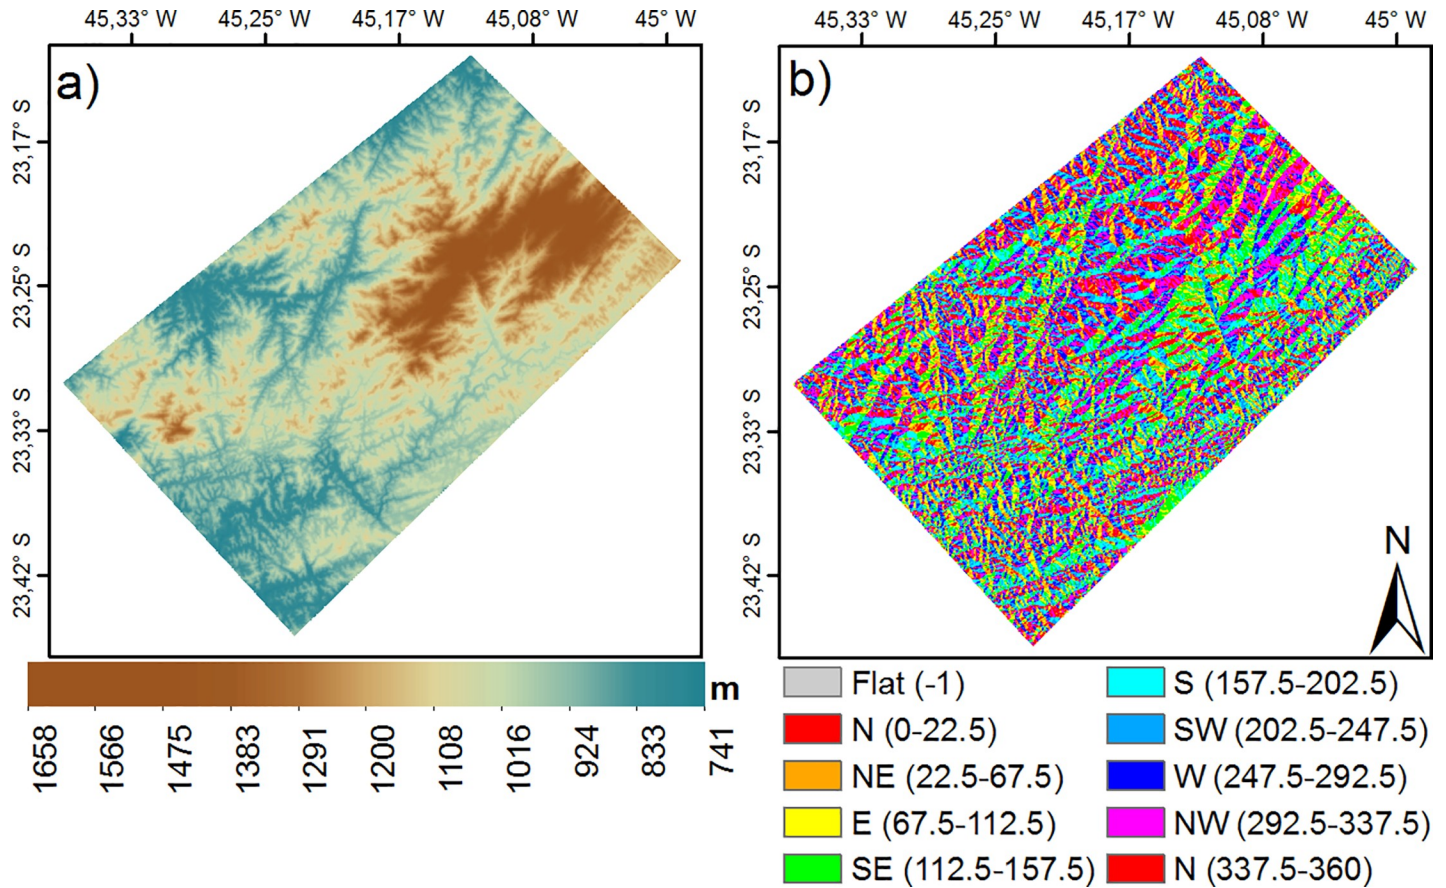 45,33° W 45,25° W 45,17° W 45,08° W 45° W
45,33° W 45,25° W 45,17° W 45,08° W 45° W
a)
b)
23,17° S
23,25° S
23,33° S
23,42° S
23,17° S
23,25° S
23,33° S
23,42° S
N
m
1658 1566 1475 1383 1291 1200 1108 1016 924 833 741
Flat (-1)
N (0-22.5)
NE (22.5-67.5)
E (67.5-112.5)
SE (112.5-157.5)
S (157.5-202.5)
SW (202.5-247.5)
W (247.5-292.5)
NW (292.5-337.5)
N (337.5-360)